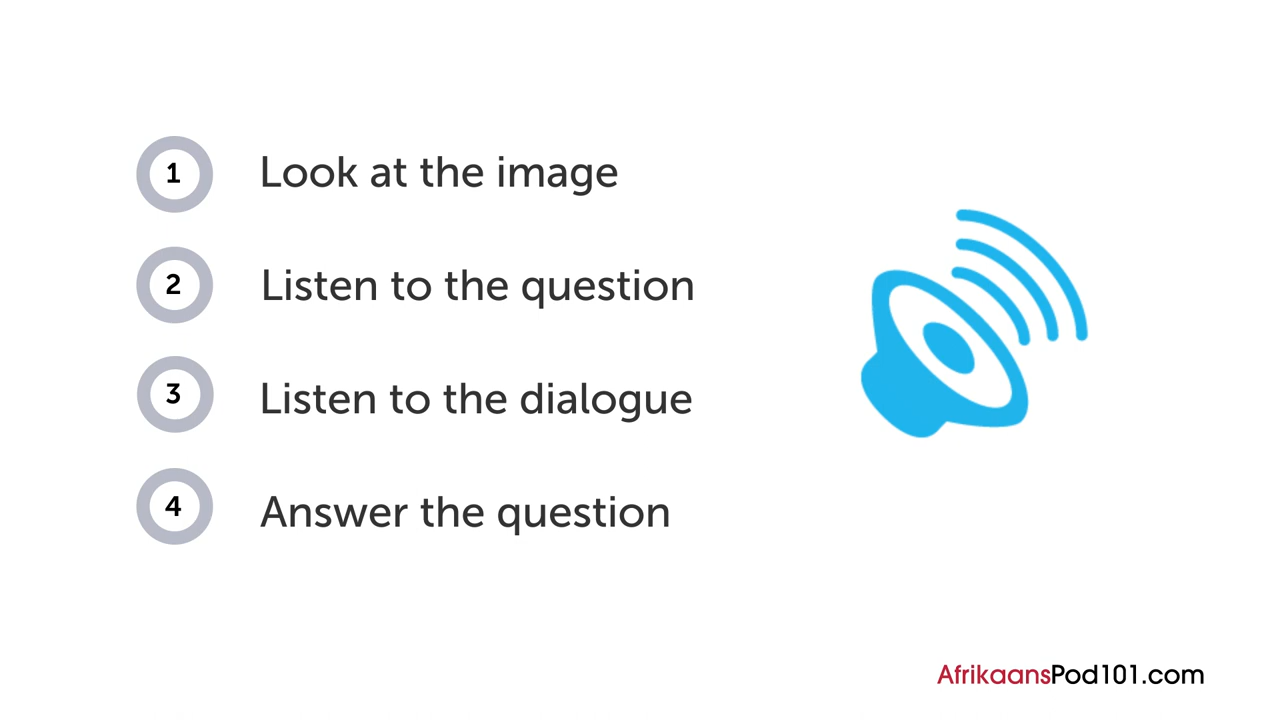 1 Look at the image
2 Listen to the question
3 Listen to the dialogue
4 Answer the question
AfrikaansPod101.com